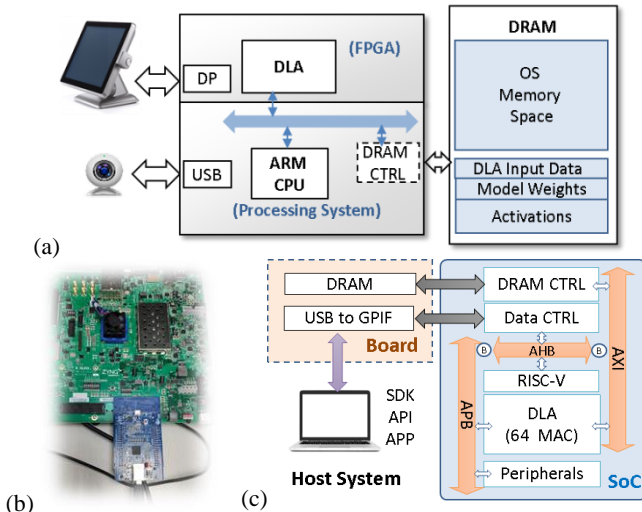 DRAM
(FPGA)
DLA
DP
OS
Memory
Space
ARM
CPU
DRAM
CTRL
USB
(Processing System)
DLA Input Data
Model Weights
Activations
(a)
DRAM
DRAM CTRL
USB to GPIF
Data CTRL
Board
B
AHB
B
AXI
RISC-V
APB
SDK
API
APP
DLA
(64 MAC)
Host System
Peripherals
SoC
ZYNQ
(b)
(c)